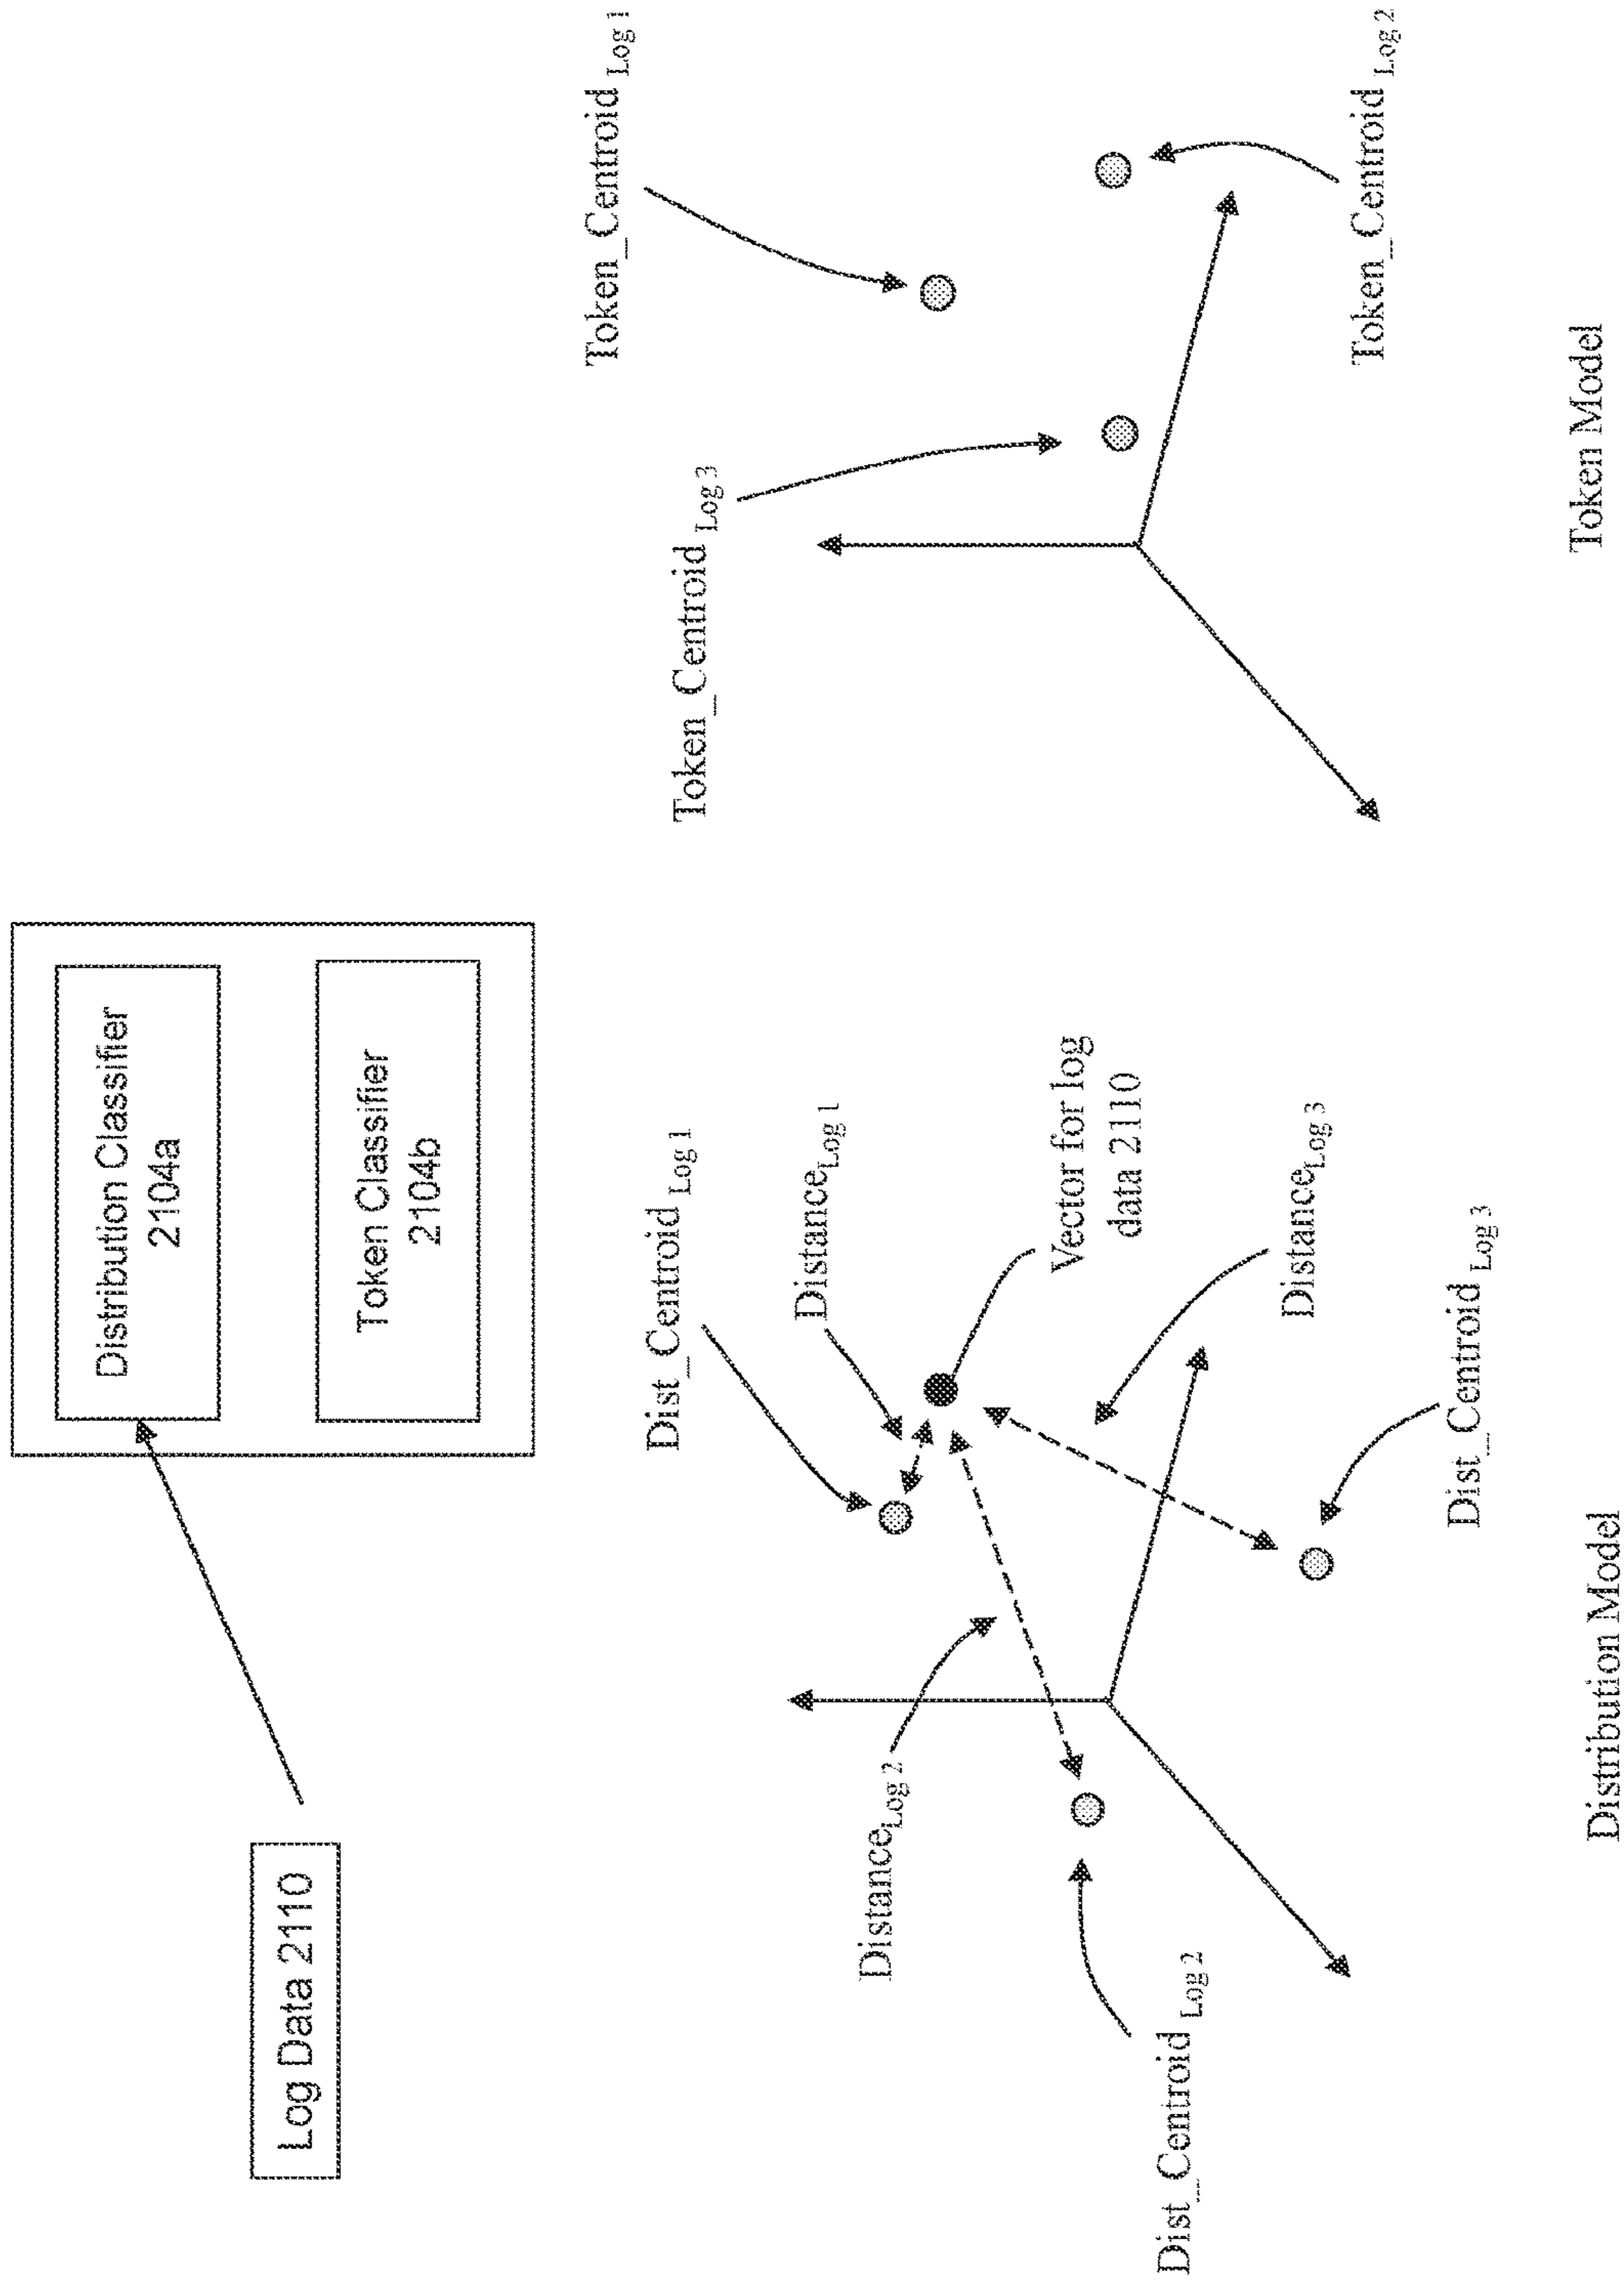 Log Data 2110
Distribution Classifier
2104a
Token Classifier
2104b
Dist_Centroid Log 1
Distance Log 1
Distance Log 2
Vector for log
data 2110
Dist_Centroid Log 2
Distance Log 3
Dist_Centroid Log 3
Distribution Model
Token_Centroid Log 1
Token_Centroid Log 3
Token_Centroid Log 2
Token Model